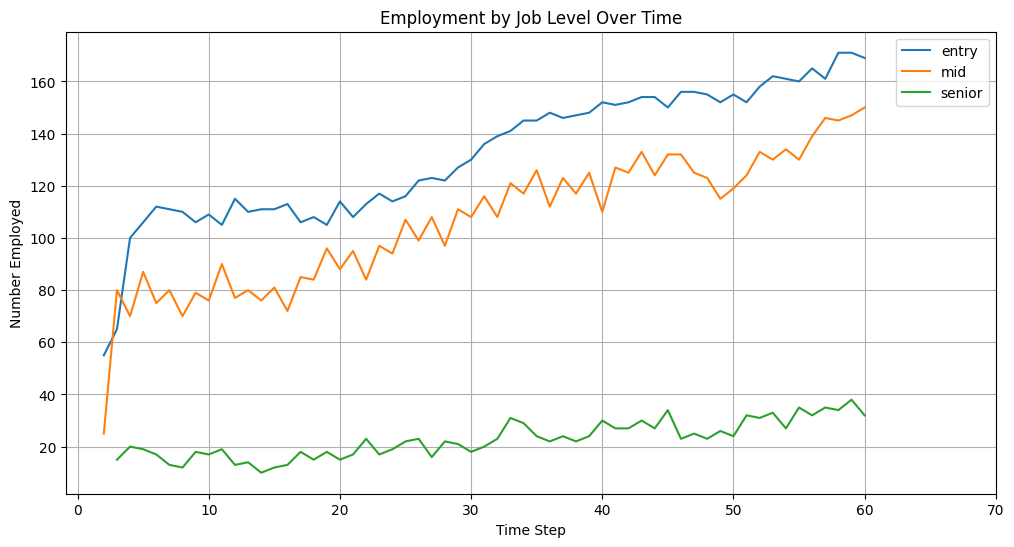 Employment by Job Level Over Time
entry
mid
senior
Number Employed
160
140
120
100
80
60
40
20
0 10 20 30 40 50 60 70
Time Step